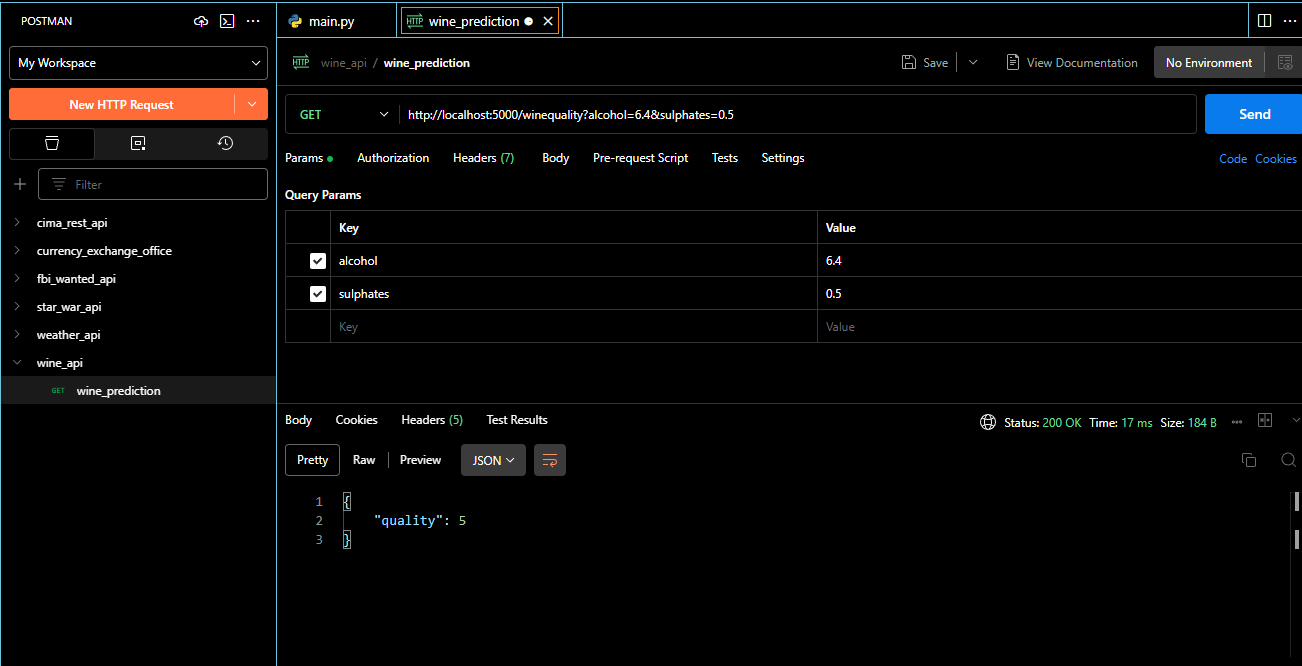 POSTMAN
main.py
wine_prediction
My Workspace
HTTP wine_api / wine_prediction
Save
View Documentation
No Environment
New HTTP Request
GET
http://localhost:5000/winequality?alcohol=6.4&sulphates=0.5
Send
Params
Authorization
Headers (7)
Body
Pre-request Script
Tests
Settings
Code
Cookies
Filter
Query Params
Key
Value
alcohol
6.4
sulphates
0.5
Key
Value
cima_rest_api
currency_exchange_office
fbi_wanted_api
star_war_api
weather_api
wine_api
GET wine_prediction
Body
Cookies
Headers (5)
Test Results
Status: 200 OK
Time: 17 ms
Size: 184 B
Pretty
Raw
Preview
JSON
1 {
2 "quality": 5
3 }